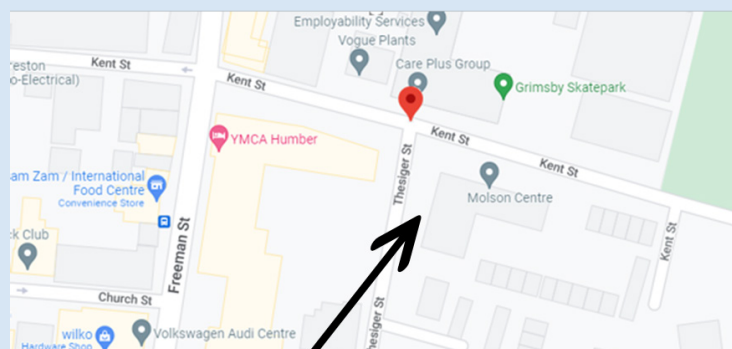 Employability Services
Vogue Plants
Care Plus Group
Grimsby Skatepark
Kent St
reston
o-Electrical)
Kent St
YMCA Humber
Kent St
Kent St
Thesiger St
Molson Centre
am Zam / International
Food Centre
Convenience Store
Freeman St
Kent St
ck Club
Church St
hesiger St
wilko
Hardware Shop
Volkswagen Audi Centre